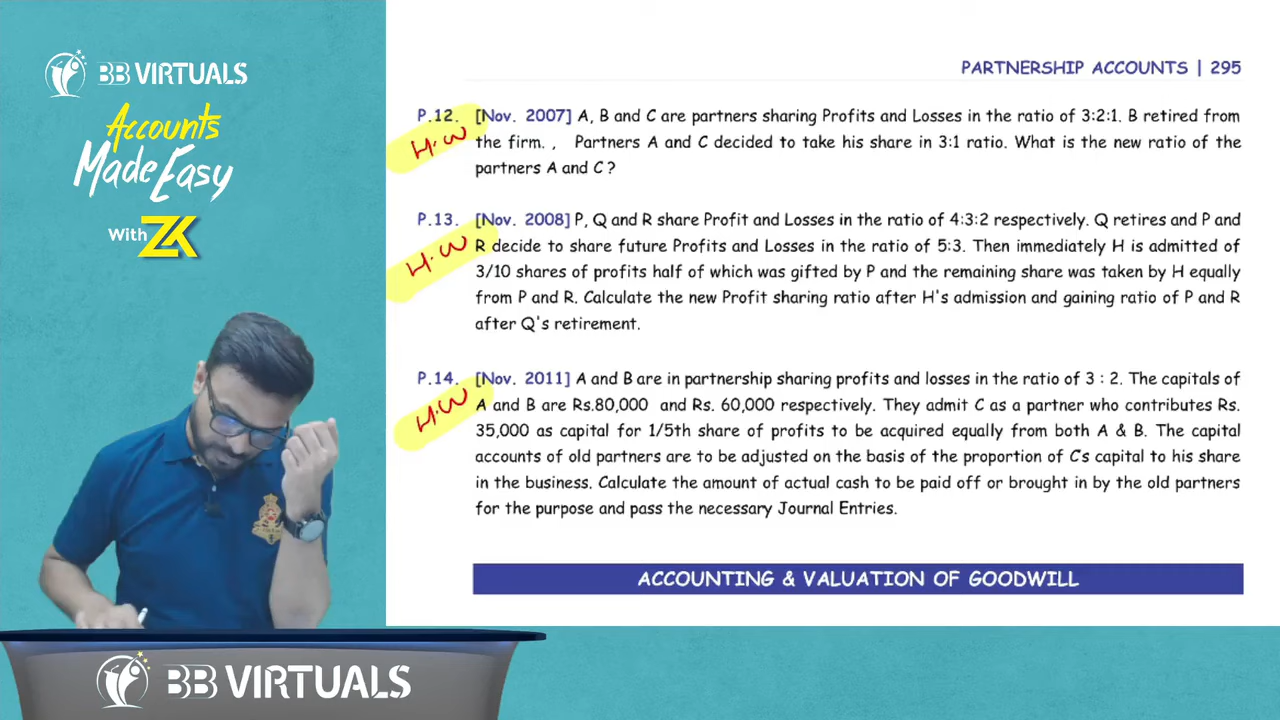 BB VIRTUALS
Accounts
Made Easy
With ZK
PARTNERSHIP ACCOUNTS | 295
P.12. [Nov. 2007] A, B and C are partners sharing Profits and Losses in the ratio of 3:2:1. B retired from
H.W
the firm. , Partners A and C decided to take his share in 3:1 ratio. What is the new ratio of the
partners A and C?
P.13. [Nov. 2008] P, Q and R share Profit and Losses in the ratio of 4:3:2 respectively. Q retires and P and
H.W
R decide to share future Profits and Losses in the ratio of 5:3. Then immediately H is admitted of
3/10 shares of profits half of which was gifted by P and the remaining share was taken by H equally
from P and R. Calculate the new Profit sharing ratio after H's admission and gaining ratio of P and R
after Q's retirement.
P.14. [Nov. 2011] A and B are in partnership sharing profits and losses in the ratio of 3 : 2. The capitals of
H.W
A and B are Rs.80,000 and Rs. 60,000 respectively. They admit C as a partner who contributes Rs.
35,000 as capital for 1/5th share of profits to be acquired equally from both A & B. The capital
accounts of old partners are to be adjusted on the basis of the proportion of C's capital to his share
in the business. Calculate the amount of actual cash to be paid off or brought in by the old partners
for the purpose and pass the necessary Journal Entries.
ACCOUNTING & VALUATION OF GOODWILL
BB VIRTUALS